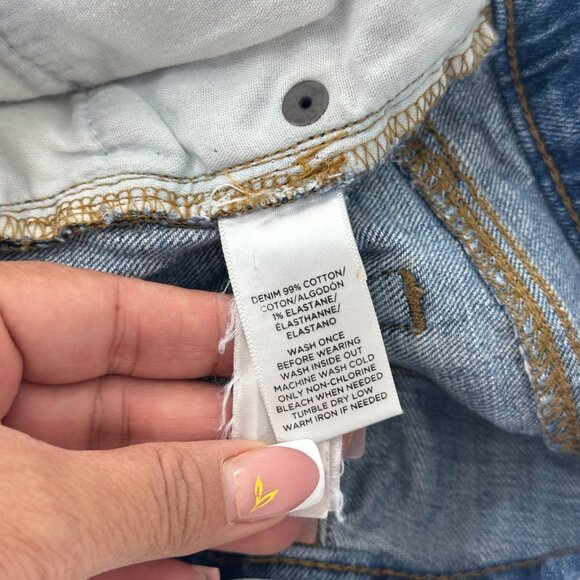 DENIM 99% COTTON/
COTON/ALGODÓN
1% ELASTANE/
ÉLASTHANNE/
ELASTANO
WASH ONCE
BEFORE WEARING
WASH INSIDE OUT
MACHINE WASH COLD
ONLY NON-CHLORINE
BLEACH WHEN NEEDED
TUMBLE DRY LOW
WARM IRON IF NEEDED